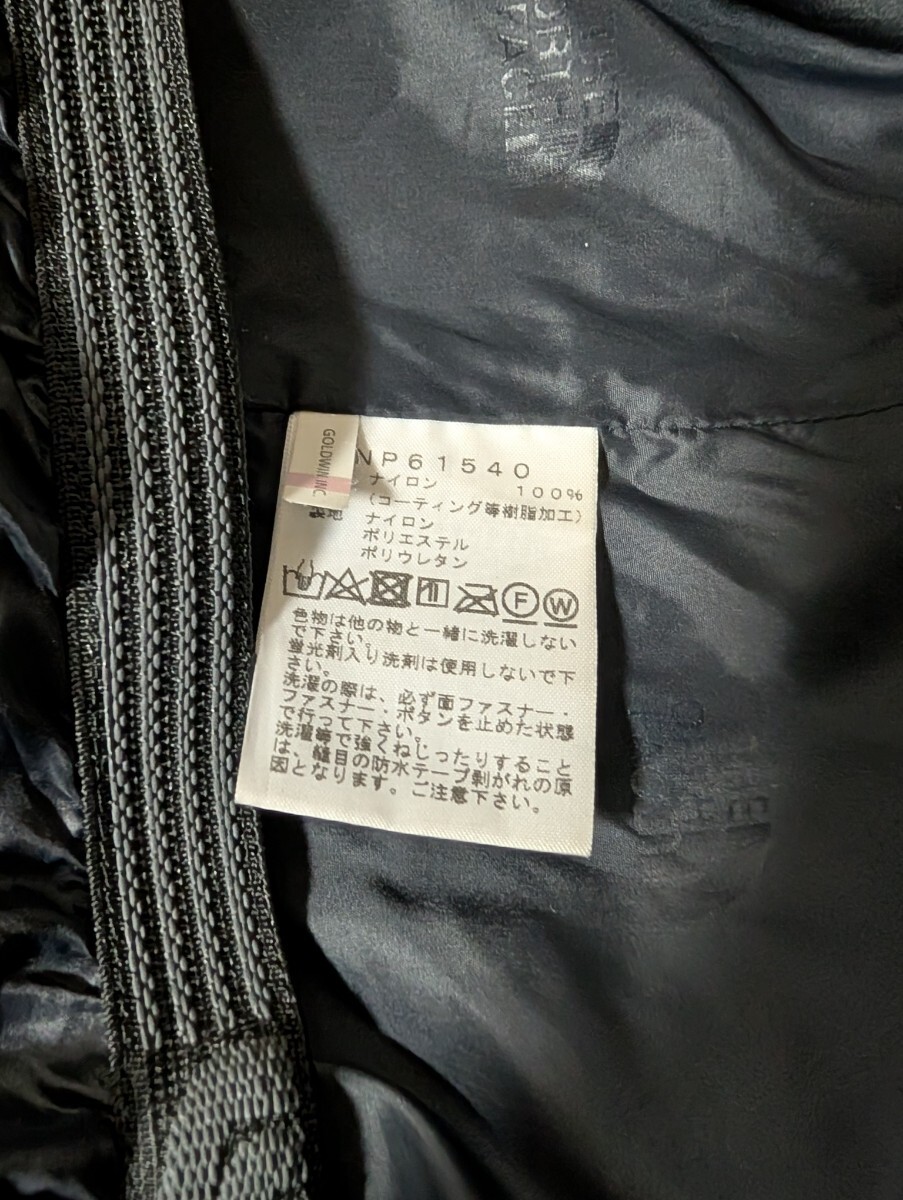 THE
NORTH
FACE
GOLDWIN INC.
NP61540
ナイロン 100%
(コーティング等樹脂加工)
裏地 ナイロン
ポリエステル
ポリウレタン
F W
色物は他の物と一緒に洗濯しない
で下さい。
蛍光剤入り洗剤は使用しないで下
さい。
洗濯の際は、必ず面ファスナー・
ファスナー・ボタンを止めた状態
で行って下さい。
洗濯等で強くねじったりすること
は、縫目の防水テープ剥がれの原
因となります。ご注意下さい。